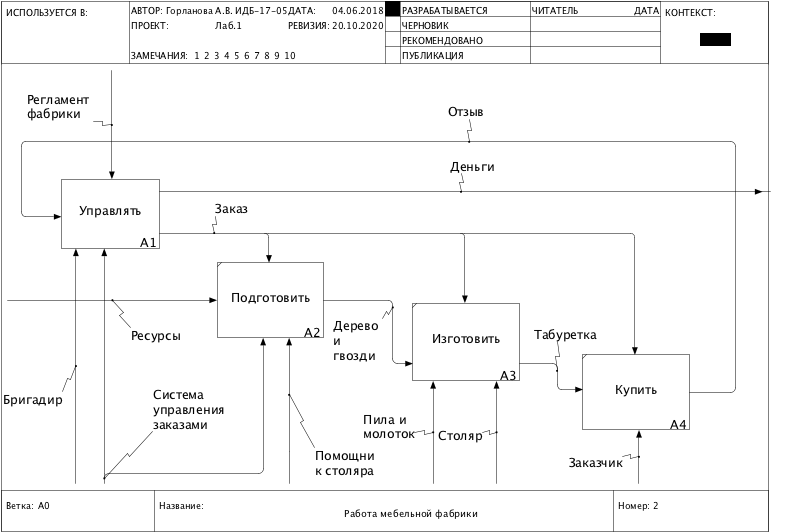 ИСПОЛЬЗУЕТСЯ В:
АВТОР: Горланова А.В. ИДБ-17-05
ДАТА: 04.06.2018
РАЗРАБАТЫВАЕТСЯ
ЧИТАТЕЛЬ
ДАТА
КОНТЕКСТ:
ПРОЕКТ: Лаб.1
РЕВИЗИЯ: 20.10.2020
ЧЕРНОВИК
РЕКОМЕНДОВАНО
ЗАМЕЧАНИЯ: 1 2 3 4 5 6 7 8 9 10
ПУБЛИКАЦИЯ
Регламент
фабрики
Отзыв
Деньги
Управлять
A1
Заказ
Подготовить
A2
Ресурсы
Дерево
и
гвозди
Изготовить
A3
Табуретка
Купить
A4
Бригадир
Система
управления
заказами
Помощни
к столяра
Пила и
молоток
Столяр
Заказчик
Ветка: A0
Название:
Работа мебельной фабрики
Номер: 2